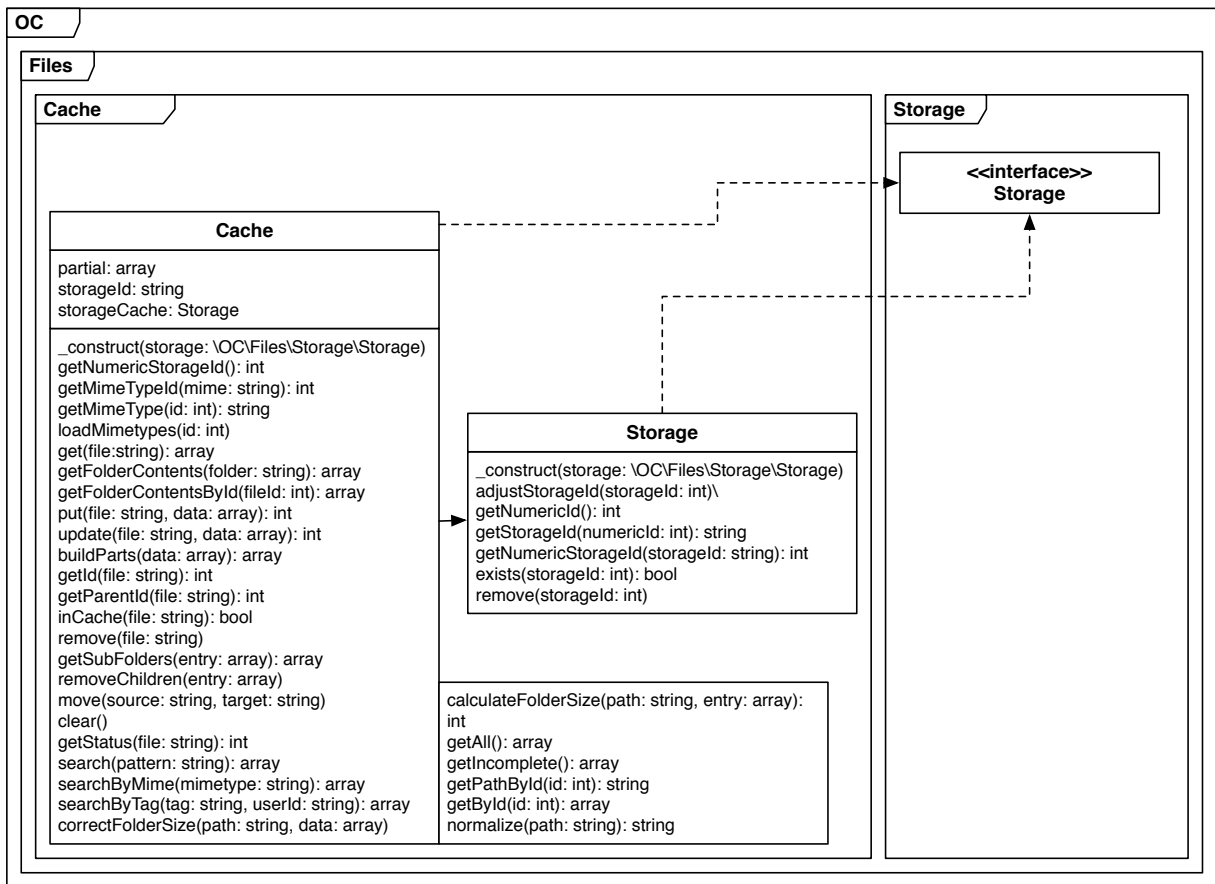 OC
Files
Cache
Storage
<<interface>>
Storage
Cache
partial: array
storageId: string
storageCache: Storage
_construct(storage: \OC\Files\Storage\Storage)
getNumericStorageId(): int
getMimeTypeId(mime: string): int
getMimeType(id: int): string
loadMimetypes(id: int)
get(file:string): array
getFolderContents(folder: string): array
getFolderContentsById(fileId: int): array
put(file: string, data: array): int
update(file: string, data: array): int
buildParts(data: array): array
getId(file: string): int
getParentId(file: string): int
inCache(file: string): bool
remove(file: string)
getSubFolders(entry: array): array
removeChildren(entry: array)
move(source: string, target: string)
clear()
getStatus(file: string): int
search(pattern: string): array
searchByMime(mimetype: string): array
searchByTag(tag: string, userId: string): array
correctFolderSize(path: string, data: array)
calculateFolderSize(path: string, entry: array):
int
getAll(): array
getIncomplete(): array
getPathById(id: int): string
getById(id: int): array
normalize(path: string): string
Storage
_construct(storage: \OC\Files\Storage\Storage)
adjustStorageId(storageId: int)\
getNumericId(): int
getStorageId(numericId: int): string
getNumericStorageId(storageId: string): int
exists(storageId: int): bool
remove(storageId: int)